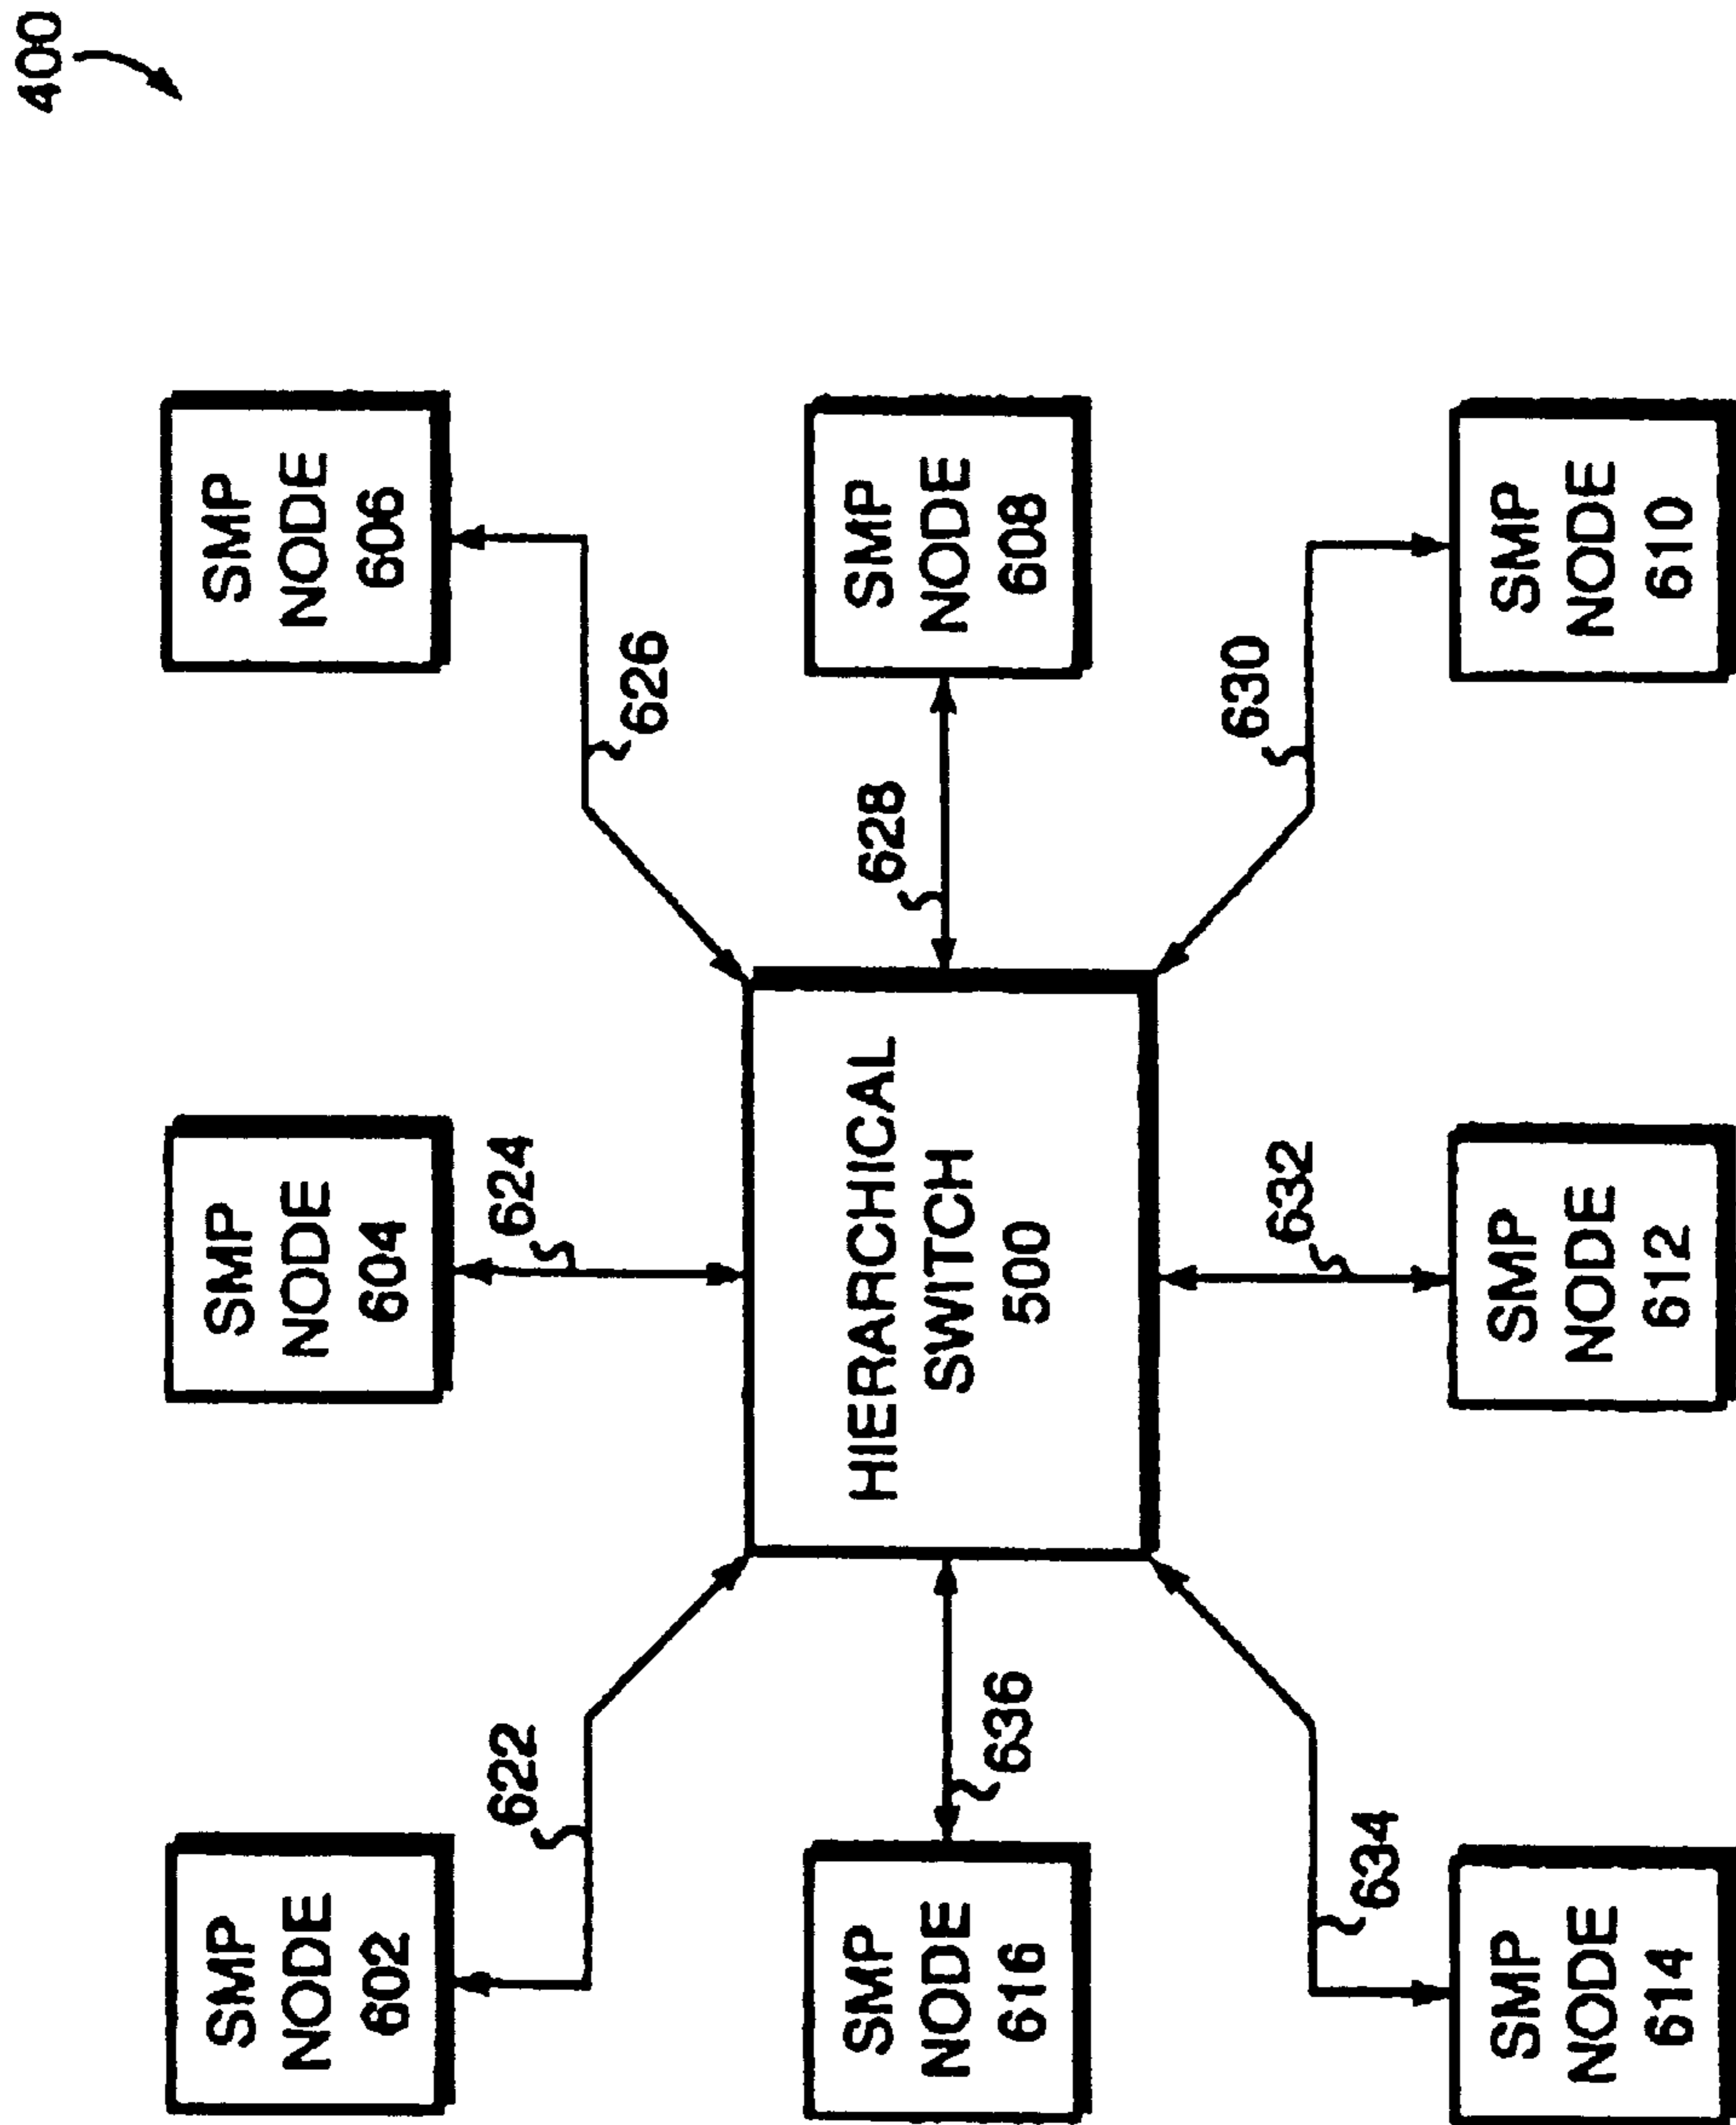 400
SMP
NODE
602
622
SMP
NODE
604
624
SMP
NODE
606
626
SMP
NODE
616
636
HIERARCHICAL
SWITCH
500
628
SMP
NODE
608
SMP
NODE
614
634
SMP
NODE
612
632
SMP
NODE
610
630